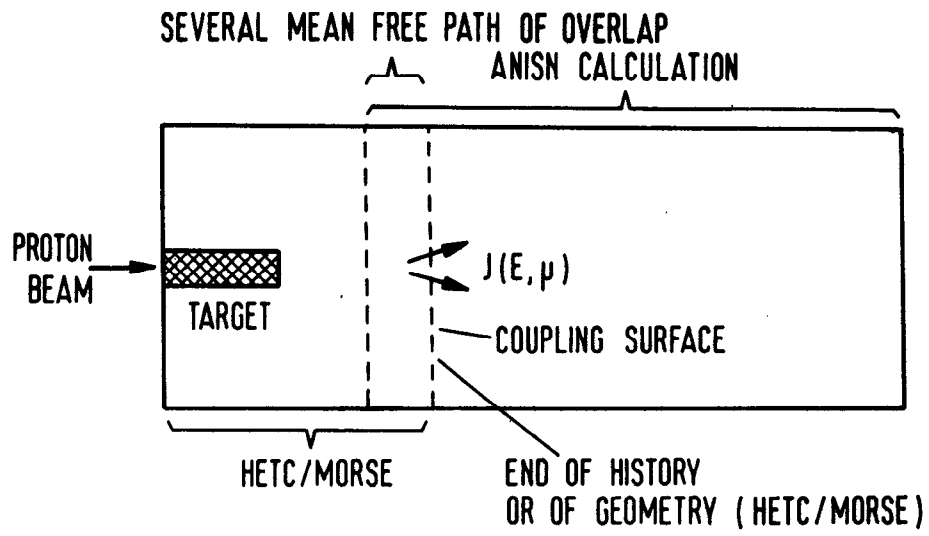 SEVERAL MEAN FREE PATH OF OVERLAP
ANISN CALCULATION
PROTON
BEAM
TARGET
J(E,μ)
COUPLING SURFACE
HETC/MORSE
END OF HISTORY
OR OF GEOMETRY (HETC/MORSE)